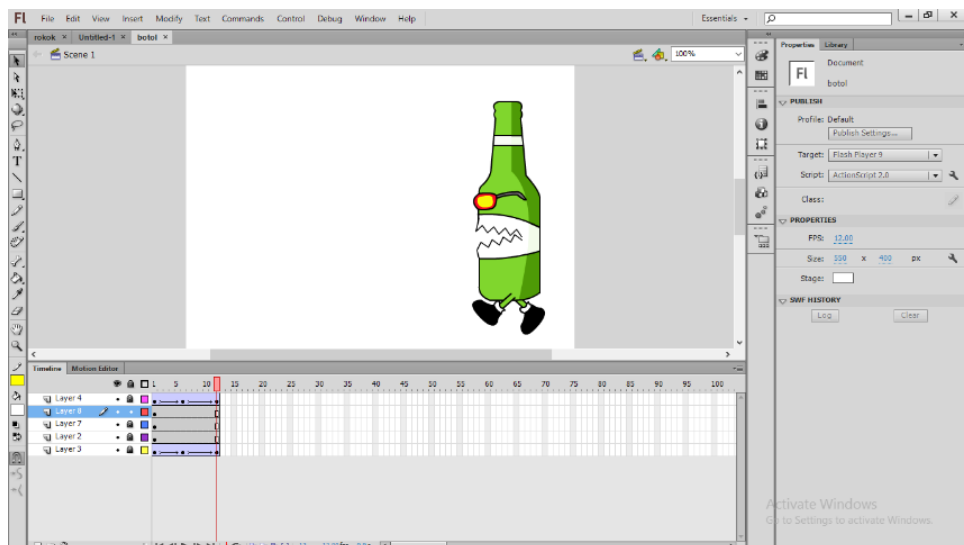 Fl File Edit View Insert Modify Text Commands Control Debug Window Help Essentials
rokok × Untitled-1 × botol ×
Scene 1 100%
Properties Library
Fl Document
botol
PUBLISH
Profile: Default
Publish Settings...
Target: Flash Player 9
Script: ActionScript 2.0
Class:
PROPERTIES
FPS: 12.00
Size: 550 x 400 px
Stage:
SWF HISTORY
Log Clear
Timeline Motion Editor
1 5 10 15 20 25 30 35 40 45 50 55 60 65 70 75 80 85 90 95 100
Layer 4
Layer 6
Layer 7
Layer 2
Layer 3
Activate Windows
Go to Settings to activate Windows.